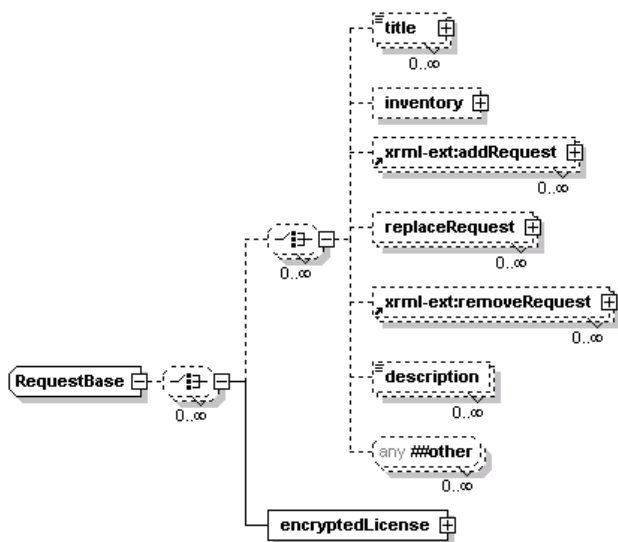 title
0..∞
inventory
xrml-ext:addRequest
0..∞
replaceRequest
0..∞
0..∞
xrml-ext:removeRequest
0..∞
RequestBase
0..∞
description
0..∞
any ##other
0..∞
encryptedLicense